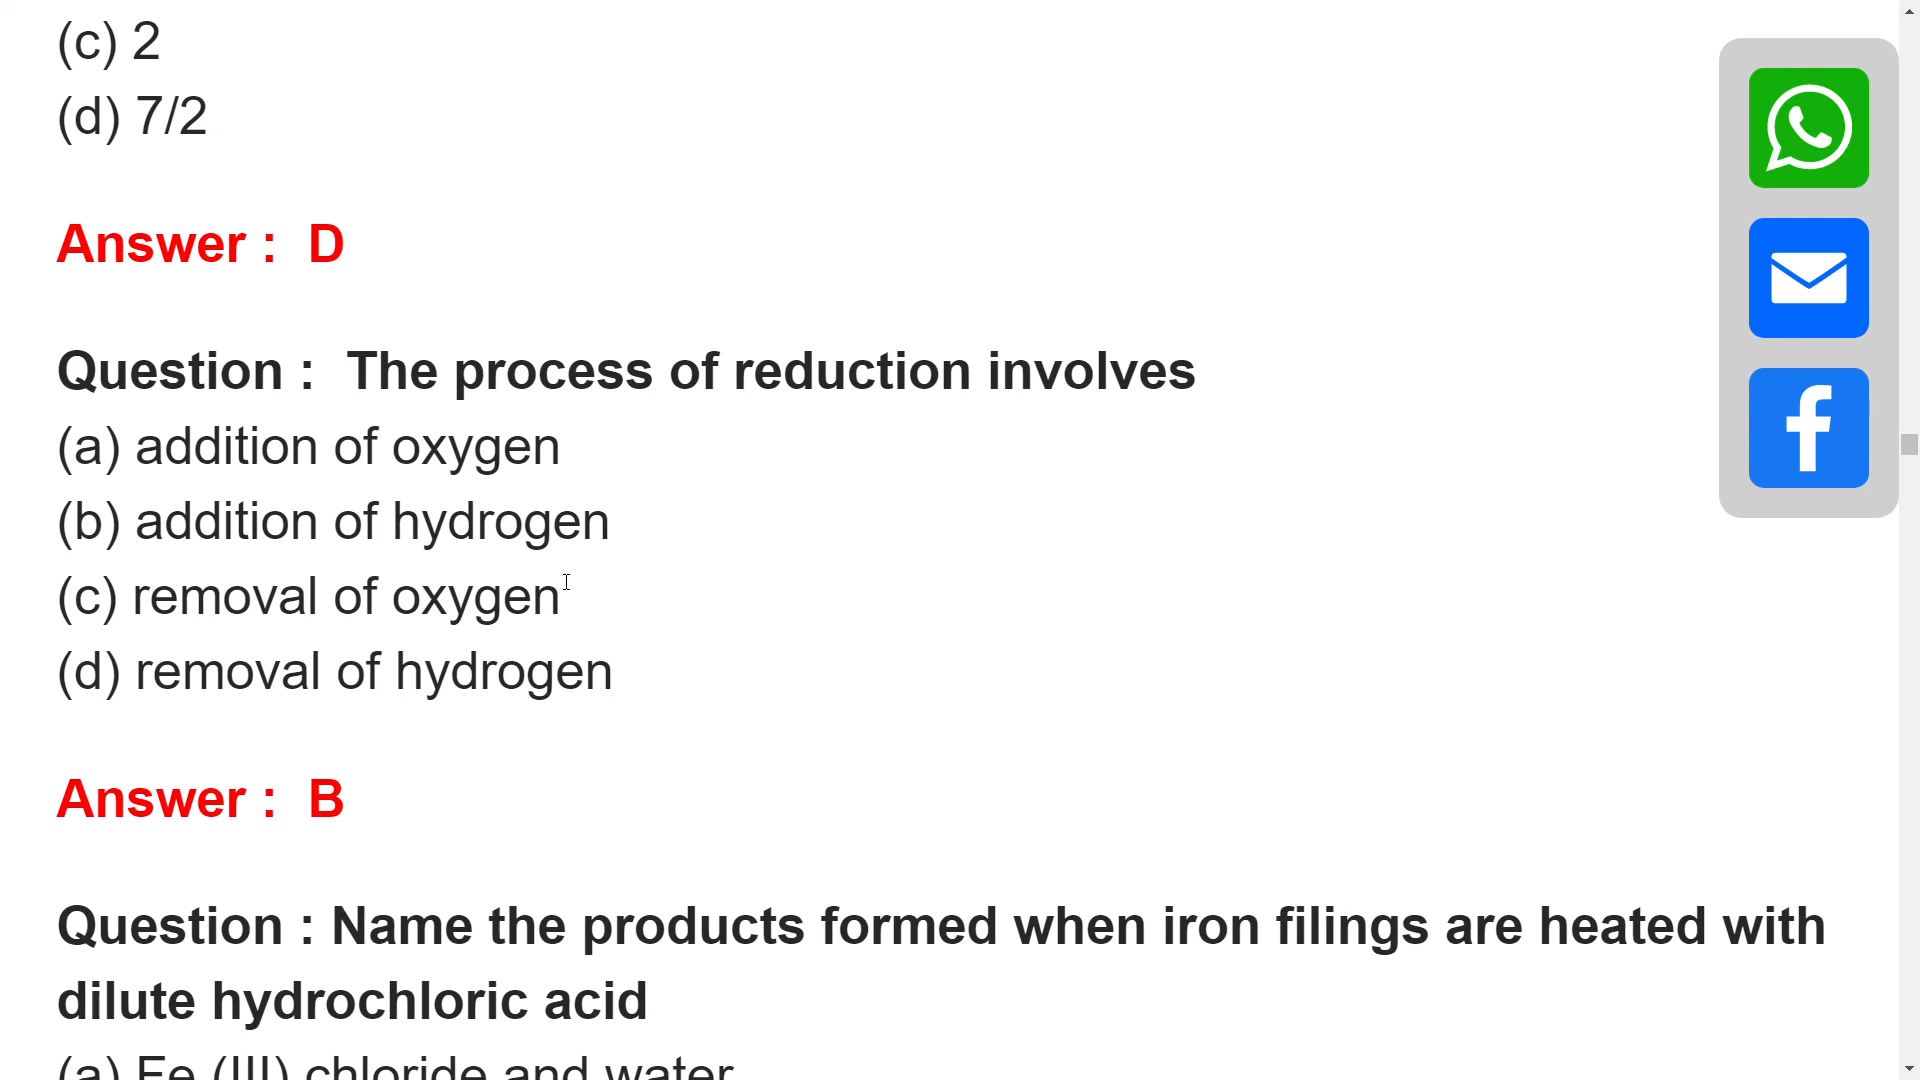 (c) 2
(d) 7/2
Answer :  D
Question :  The process of reduction involves
(a) addition of oxygen
(b) addition of hydrogen
(c) removal of oxygen
(d) removal of hydrogen
Answer :  B
Question : Name the products formed when iron filings are heated with
dilute hydrochloric acid
(a) Fe (III) chloride and water